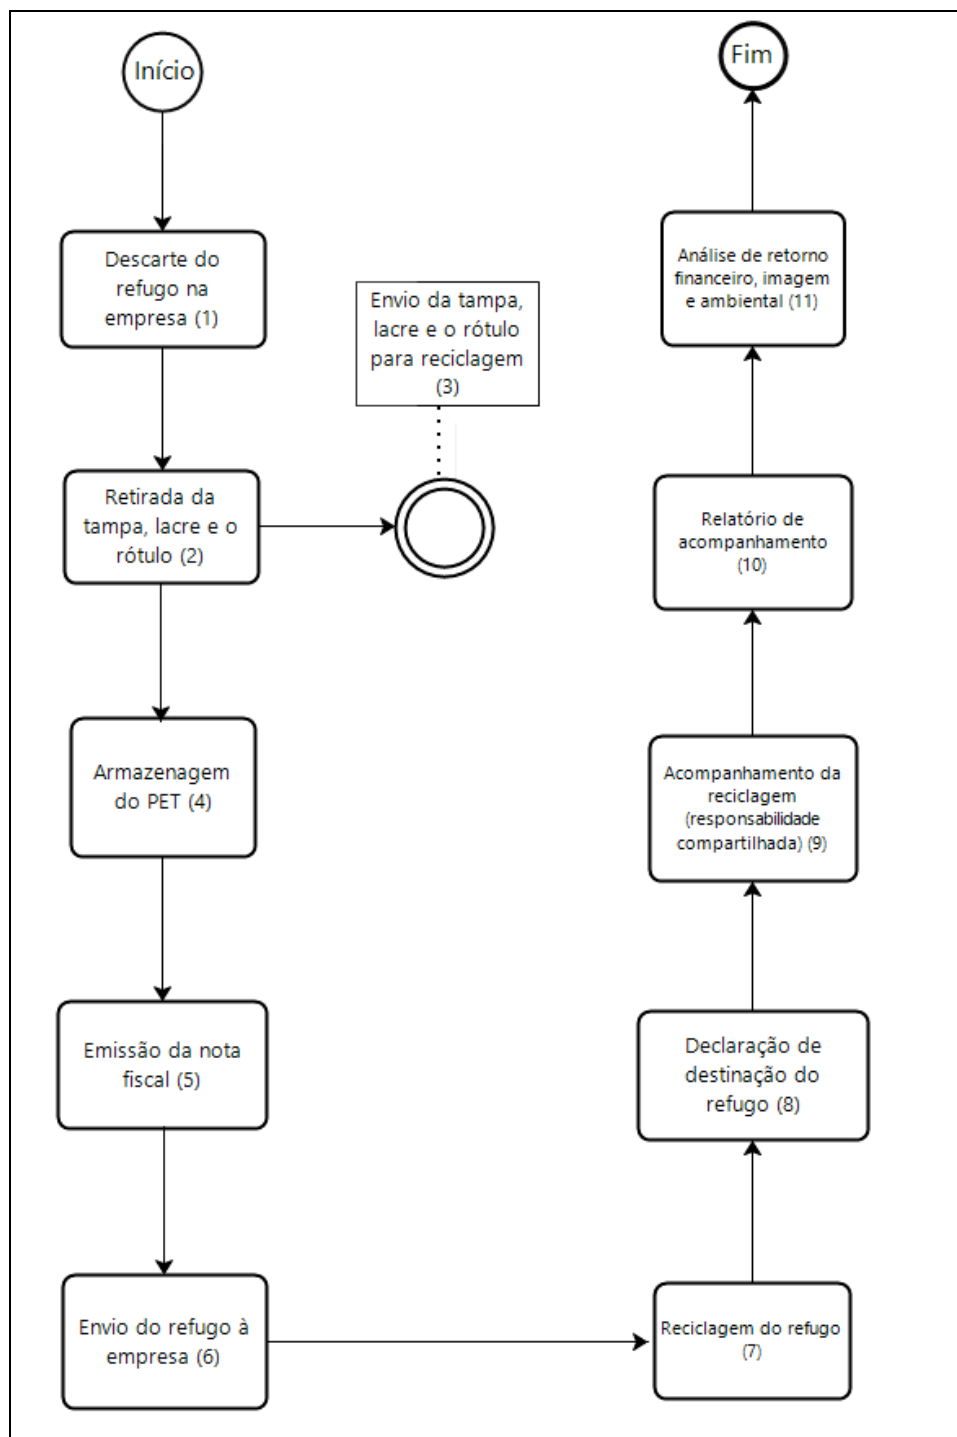 Início
Descarte do
refugo na
empresa (1)
Retirada da
tampa, lacre e o
rótulo (2)
Envio da tampa,
lacre e o rótulo
para reciclagem
(3)
Armazenagem
do PET (4)
Emissão da nota
fiscal (5)
Envio do refugo à
empresa (6)
Reciclagem do refugo
(7)
Declaração de
destinação do
refugo (8)
Acompanhamento da
reciclagem
(responsabilidade
compartilhada) (9)
Relatório de
acompanhamento
(10)
Análise de retorno
financeiro, imagem
e ambiental (11)
Fim